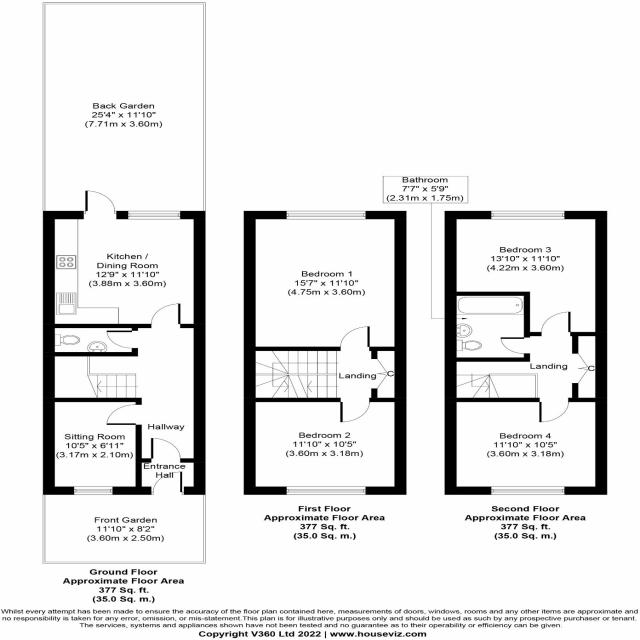 Back Garden
25'4" x 11'10"
(7.71m x 3.60m)
Bathroom
7'7" x 5'9"
(2.31m x 1.75m)
Kitchen /
Dining Room
12'9" x 11'10"
(3.88m x 3.60m)
Bedroom 1
15'7" x 11'10"
(4.75m x 3.60m)
Bedroom 3
13'10" x 11'10"
(4.22m x 3.60m)
Landing
C
Landing
C
Sitting Room
10'5" x 6'11"
(3.17m x 2.10m)
Hallway
Entrance
Hall
Bedroom 2
11'10" x 10'5"
(3.60m x 3.18m)
Bedroom 4
11'10" x 10'5"
(3.60m x 3.18m)
Front Garden
11'10" x 8'2"
(3.60m x 2.50m)
Ground Floor
Approximate Floor Area
377 Sq. ft.
(35.0 Sq. m.)
First Floor
Approximate Floor Area
377 Sq. ft.
(35.0 Sq. m.)
Second Floor
Approximate Floor Area
377 Sq. ft.
(35.0 Sq. m.)
Whilst every attempt has been made to ensure the accuracy of the floor plan contained here, measurements of doors, windows, rooms and any other items are approximate and
no responsibility is taken for any error, omission, or mis-statement. This plan is for illustrative purposes only and should be used as such by any prospective purchaser or tenant.
The services, systems and appliances shown have not been tested and no guarantee as to their operability or efficiency can be given.
Copyright V360 Ltd 2022 | www.houseviz.com